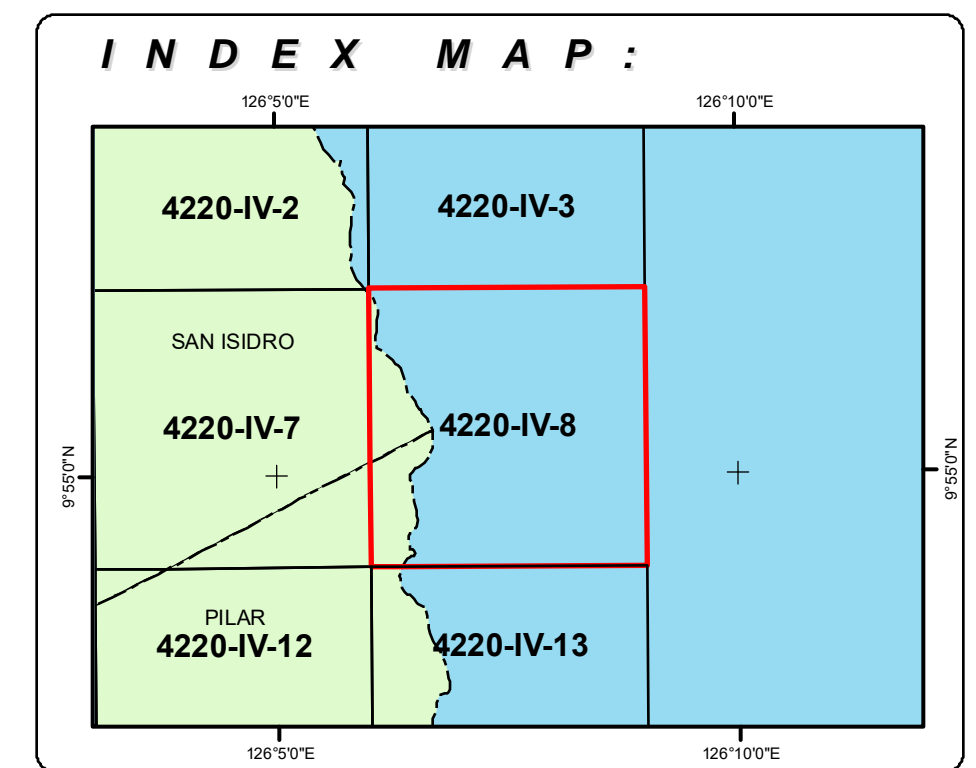 INDEX MAP:
126°5'0"E 126°10'0"E
4220-IV-2 4220-IV-3
SAN ISIDRO
4220-IV-7 4220-IV-8
9°55'0"N 9°55'0"N
PILAR
4220-IV-12 4220-IV-13
126°5'0"E 126°10'0"E